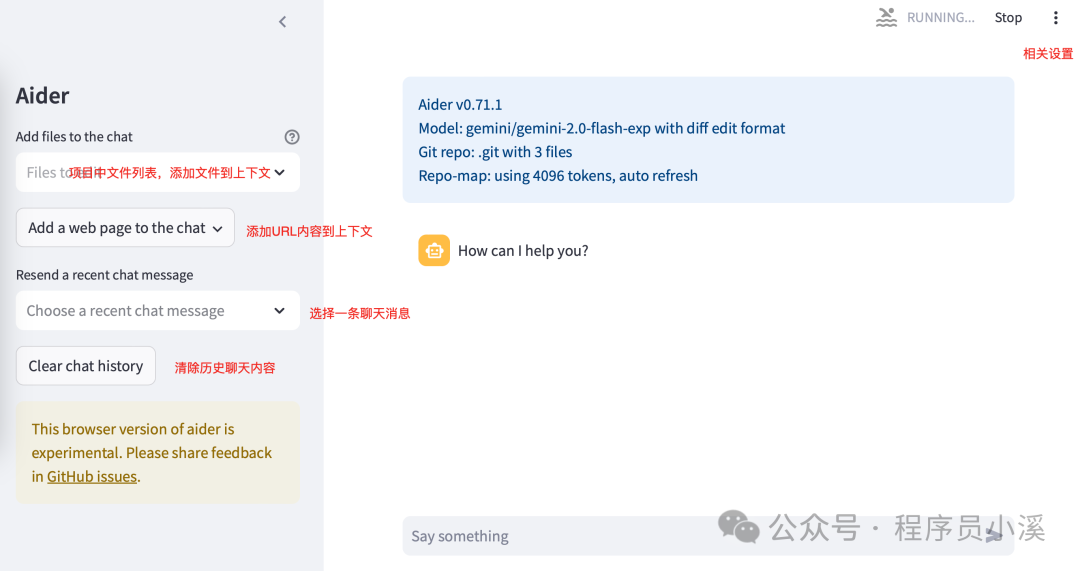 RUNNING...
Stop
相关设置
Aider
Add files to the chat
Files to edit
项目中文件列表，添加文件到上下文
Add a web page to the chat
添加URL内容到上下文
Resend a recent chat message
Choose a recent chat message
选择一条聊天消息
Clear chat history
清除历史聊天内容
This browser version of aider is
experimental. Please share feedback
in GitHub issues.
Aider v0.71.1
Model: gemini/gemini-2.0-flash-exp with diff edit format
Git repo: .git with 3 files
Repo-map: using 4096 tokens, auto refresh
How can I help you?
Say something
公众号 · 程序员小溪